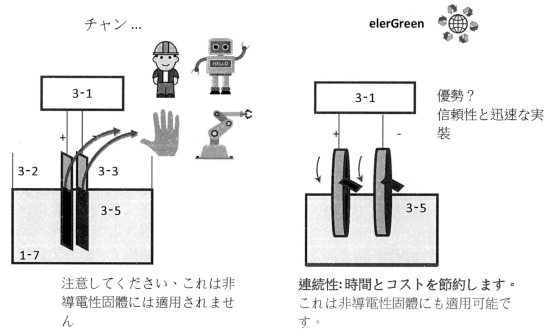 チャン ...
HELLO
3-1
+
-
3-2
3-3
3-5
1-7
注意してください、これは非
導電性固體には適用されませ
ん
elerGreen
3-1
+
-
優勢？
信頼性と迅速な実
裝
3-5
連続性: 時間とコストを節約します。
これは非導電性固體にも適用可能で
す。